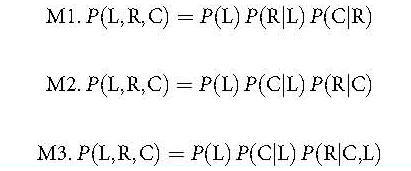 M1. P(L,R,C) = P(L) P(R|L) P(C|R)
M2. P(L,R,C) = P(L) P(C|L) P(R|C)
M3. P(L,R,C) = P(L) P(C|L) P(R|C,L)